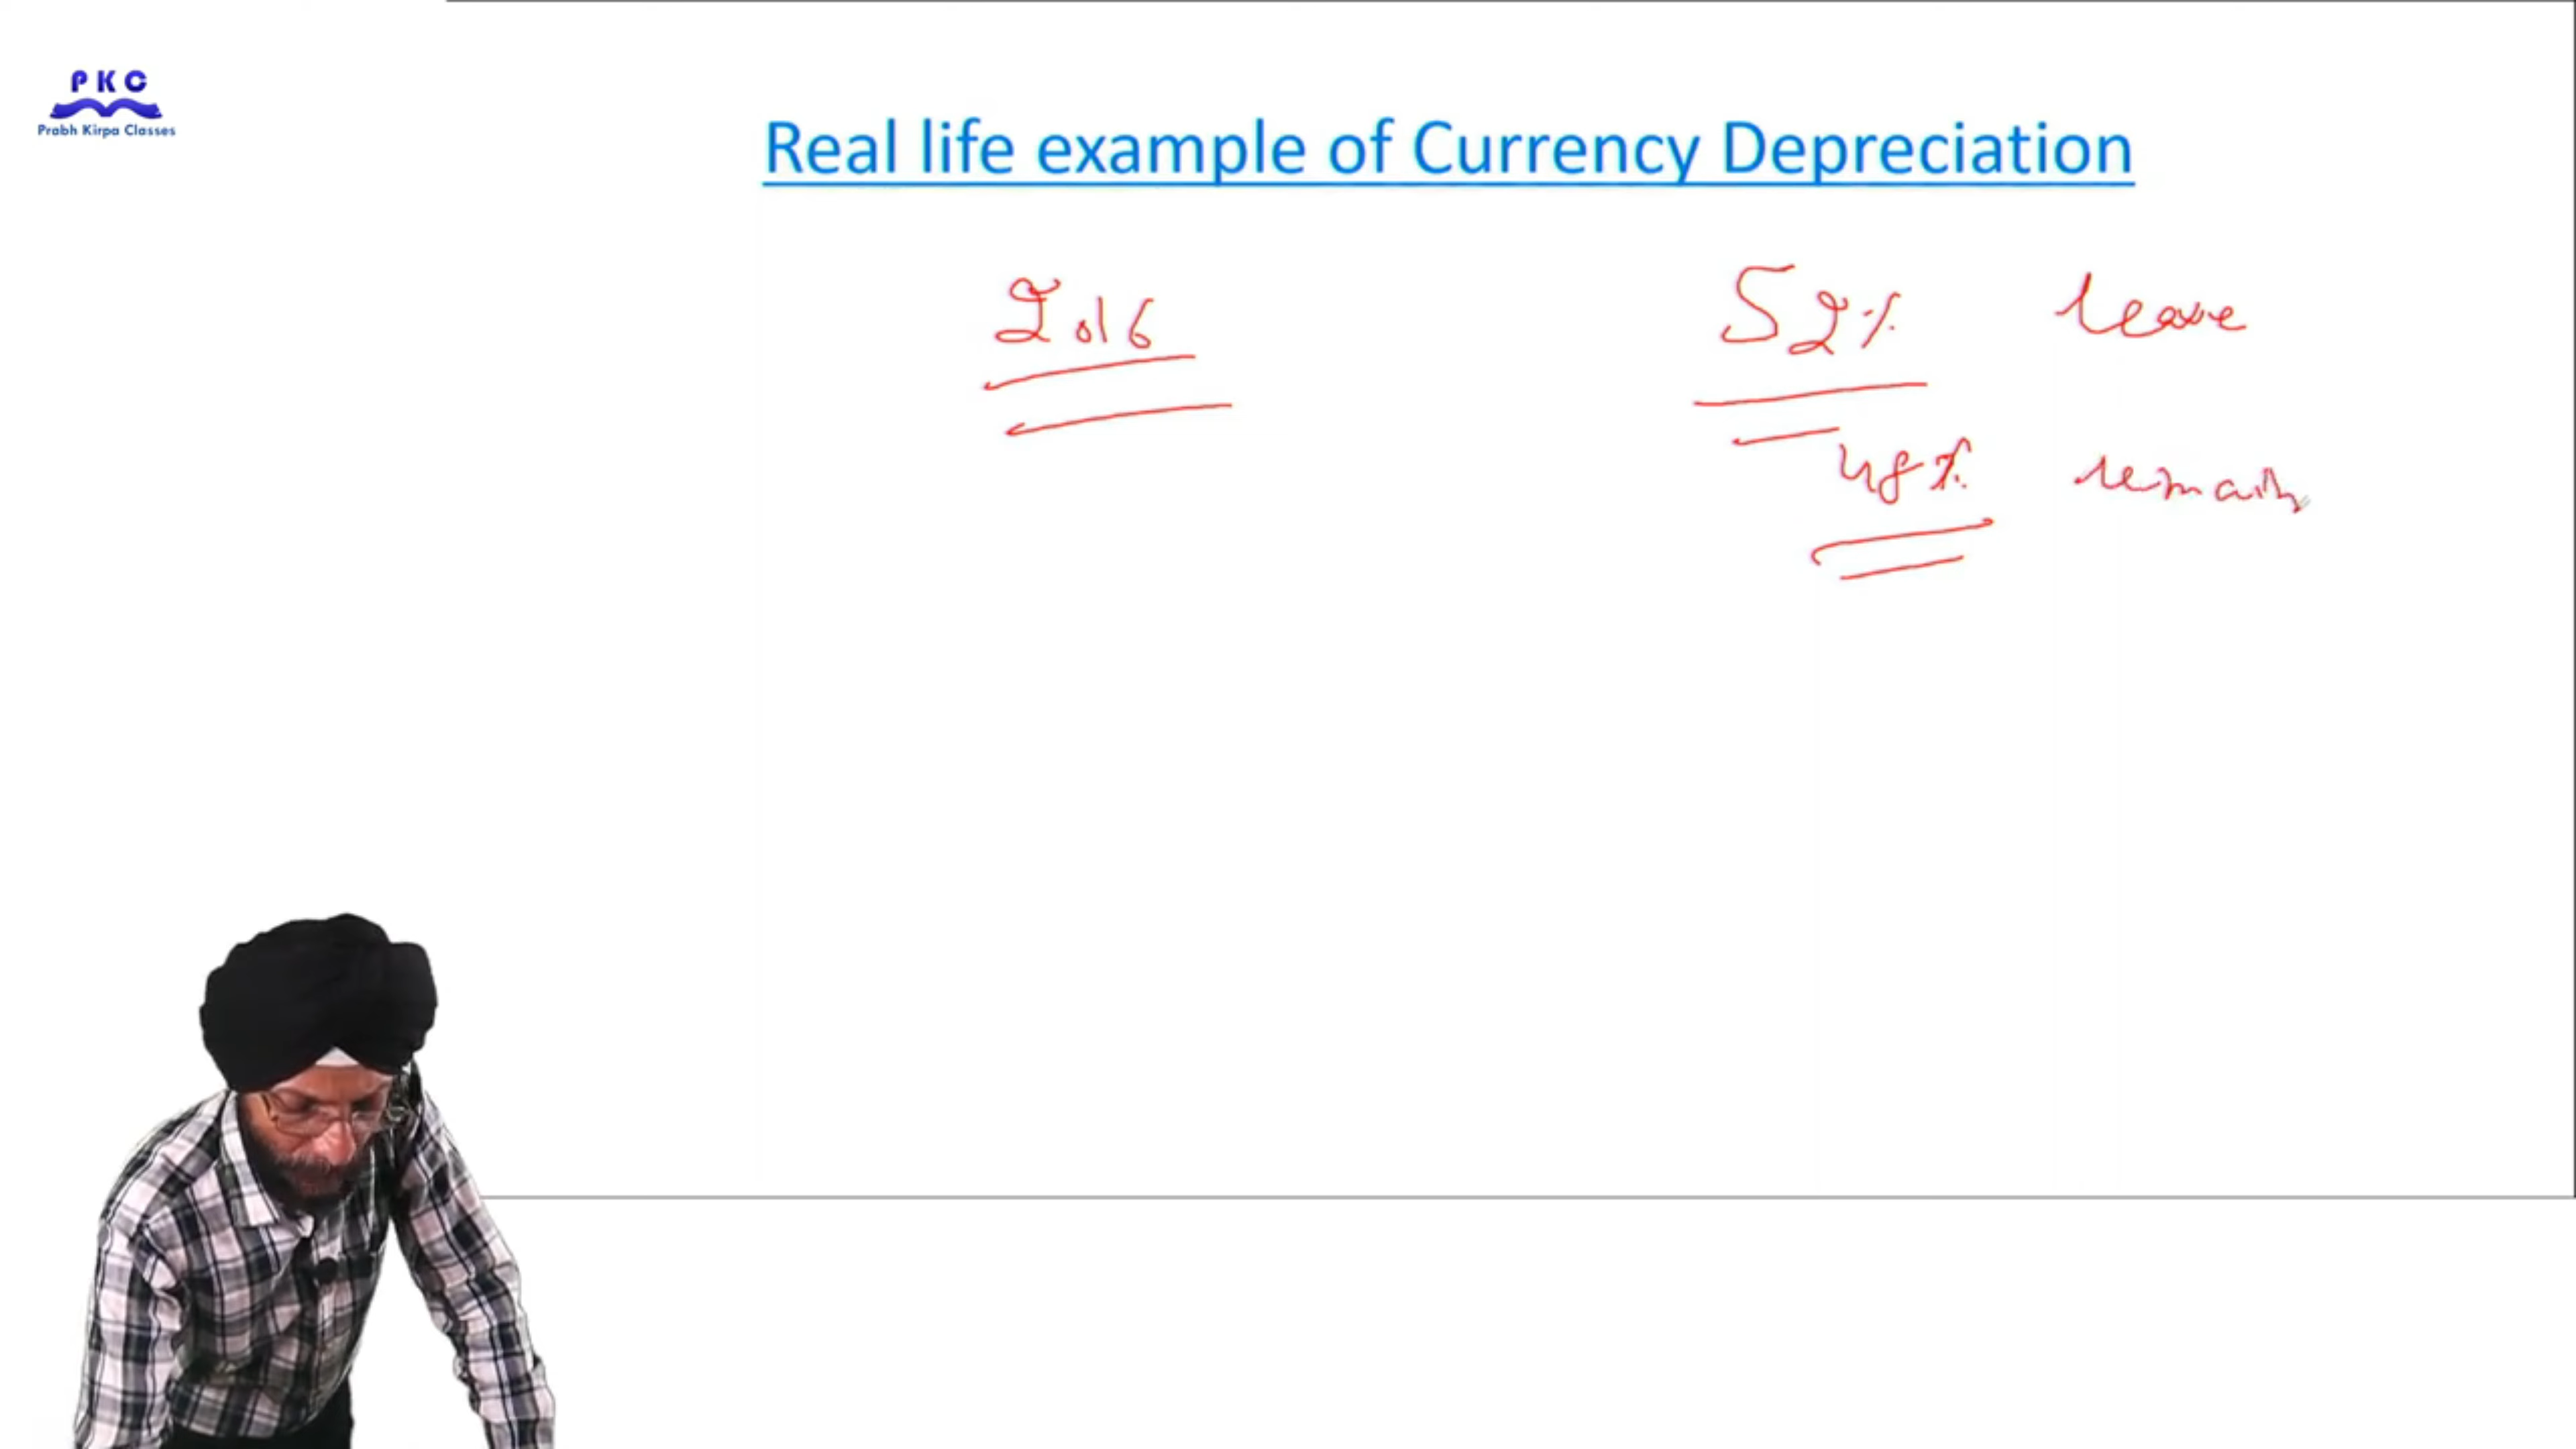 PKC
Prabh Kirpa Classes
Real life example of Currency Depreciation
2016
52% leave
48% remain